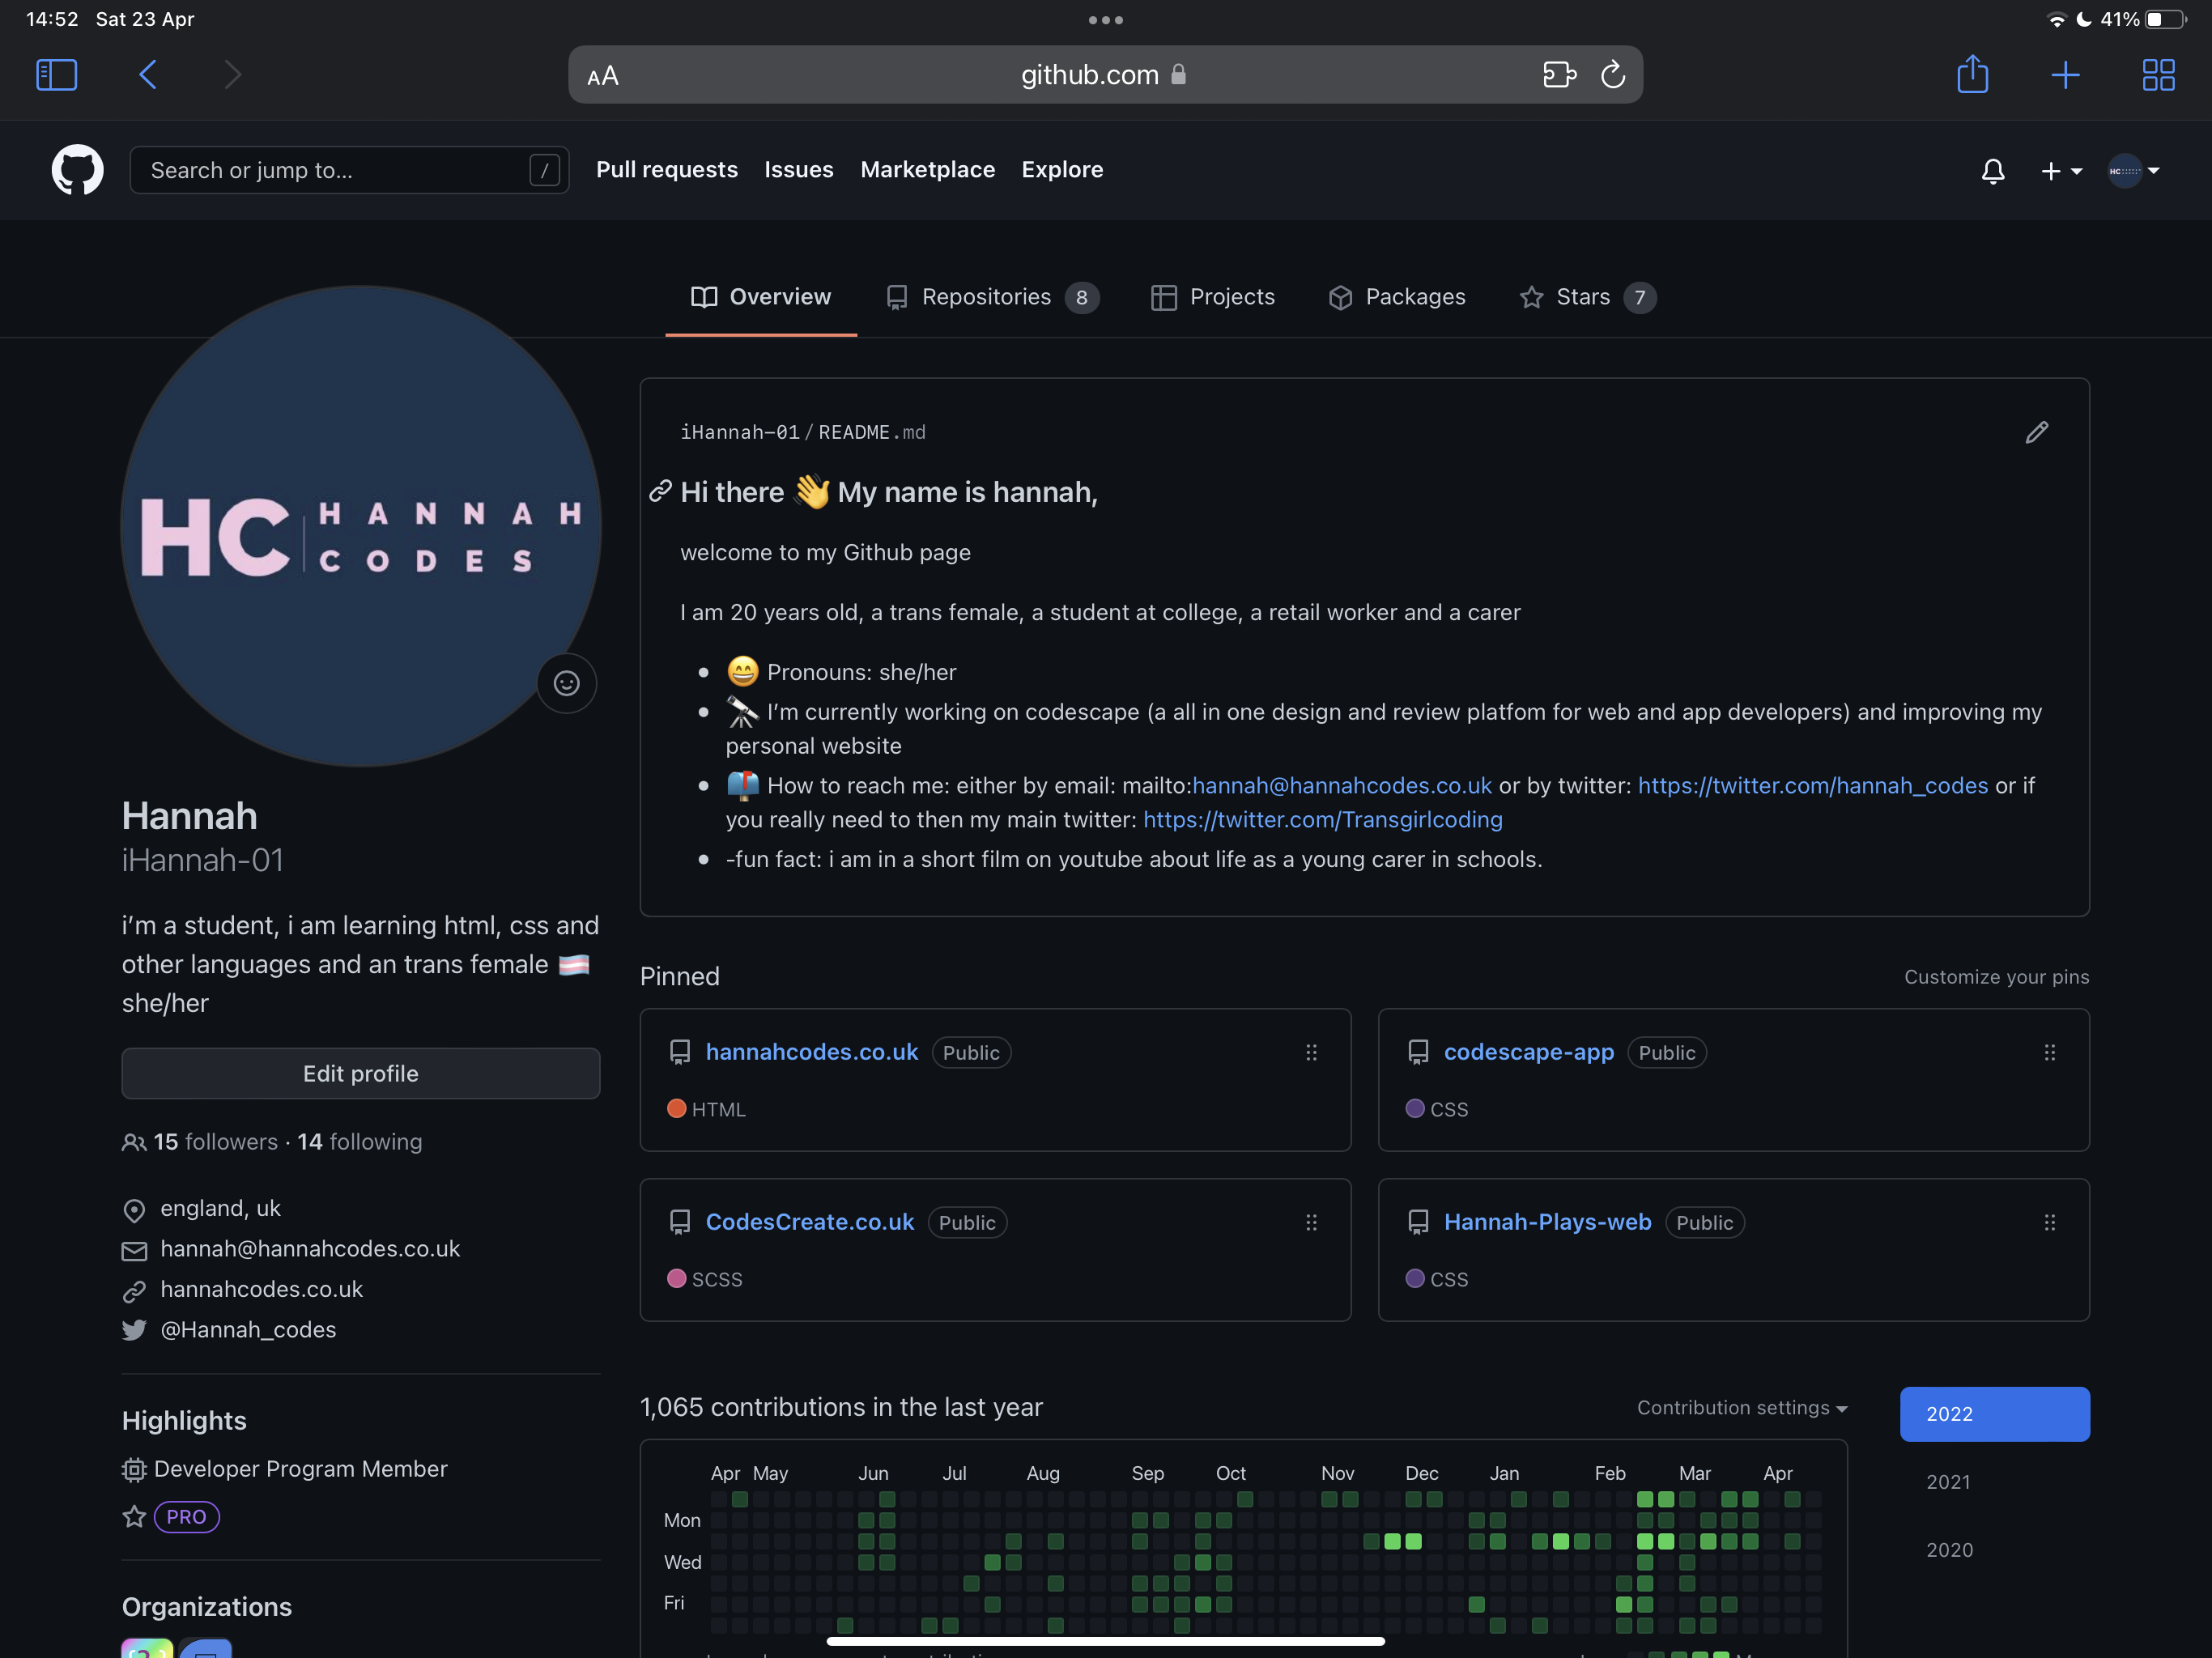 14:52 Sat 23 Apr
41%
AA github.com
Search or jump to... / Pull requests Issues Marketplace Explore
HC
Overview Repositories 8 Projects Packages Stars 7
HC HANNAH
CODES
Hannah
iHannah-01
i'm a student, i am learning html, css and
other languages and an trans female 🏳️‍⚧️
she/her
Edit profile
15 followers · 14 following
england, uk
hannah@hannahcodes.co.uk
hannahcodes.co.uk
@Hannah_codes
Highlights
Developer Program Member
PRO
Organizations
iHannah-01/README.md
Hi there 👋 My name is hannah,
welcome to my Github page
I am 20 years old, a trans female, a student at college, a retail worker and a carer
• 😄 Pronouns: she/her
• 🔭 I’m currently working on codescape (a all in one design and review platfom for web and app developers) and improving my
personal website
• 📫 How to reach me: either by email: mailto:hannah@hannahcodes.co.uk or by twitter: https://twitter.com/hannah_codes or if
you really need to then my main twitter: https://twitter.com/Transgirlcoding
• -fun fact: i am in a short film on youtube about life as a young carer in schools.
Pinned Customize your pins
hannahcodes.co.uk Public
HTML
codescape-app Public
CSS
CodesCreate.co.uk Public
SCSS
Hannah-Plays-web Public
CSS
1,065 contributions in the last year Contribution settings
2022
2021
2020
Apr May Jun Jul Aug Sep Oct Nov Dec Jan Feb Mar Apr
Mon
Wed
Fri